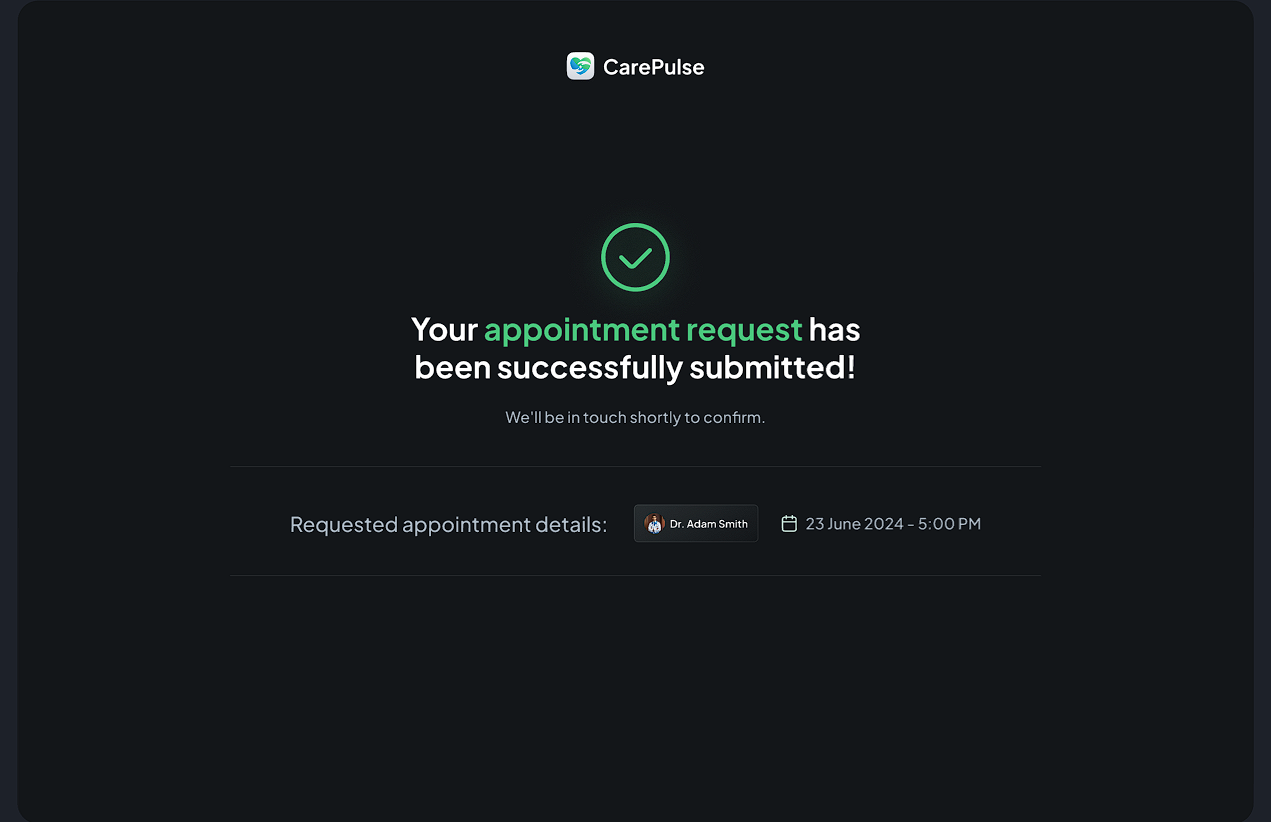 CarePulse
Your appointment request has
been successfully submitted!
We'll be in touch shortly to confirm.
Requested appointment details: Dr. Adam Smith 23 June 2024 - 5:00 PM